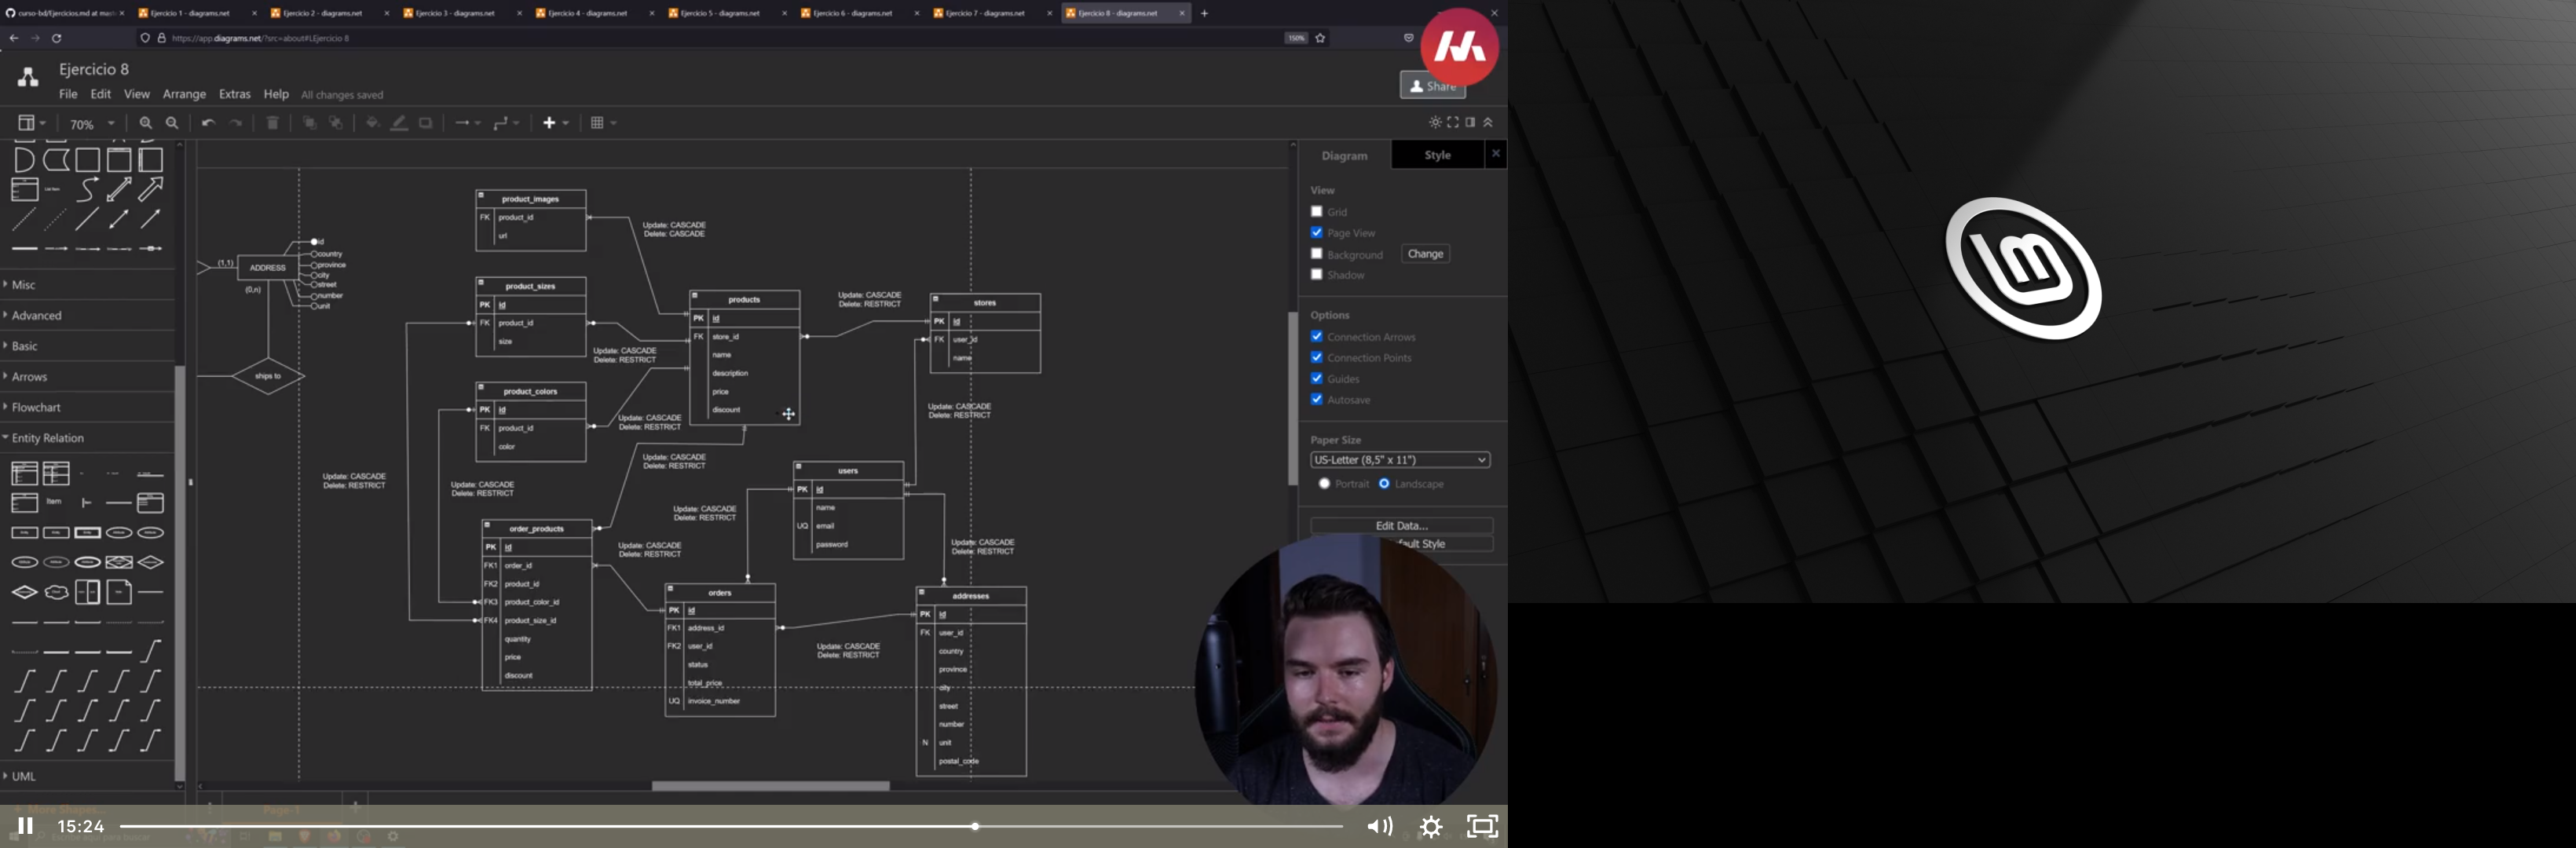 curso-bd/Ejercicios.md at mast
Ejercicio 1 - diagrams.net
Ejercicio 2 - diagrams.net
Ejercicio 3 - diagrams.net
Ejercicio 4 - diagrams.net
Ejercicio 5 - diagrams.net
Ejercicio 6 - diagrams.net
Ejercicio 7 - diagrams.net
Ejercicio 8 - diagrams.net
https://app.diagrams.net/?src=about#LEjercicio 8
150%
Ejercicio 8
File Edit View Arrange Extras Help All changes saved
Share
70%
List Item
Misc
Advanced
Basic
Arrows
Flowchart
Entity Relation
Item
UML
More Shapes...
Page-1
(1,1)
ADDRESS
(0,n)
id
country
province
city
street
number
unit
ships to
product_images
FK product_id
url
Update: CASCADE
Delete: CASCADE
product_sizes
PK id
FK product_id
size
Update: CASCADE
Delete: RESTRICT
product_colors
PK id
FK product_id
color
Update: CASCADE
Delete: RESTRICT
products
PK id
FK store_id
name
description
price
discount
Update: CASCADE
Delete: RESTRICT
stores
PK id
FK user_id
name
Update: CASCADE
Delete: RESTRICT
Update: CASCADE
Delete: RESTRICT
Update: CASCADE
Delete: RESTRICT
Update: CASCADE
Delete: RESTRICT
users
PK id
name
UQ email
password
Update: CASCADE
Delete: RESTRICT
Update: CASCADE
Delete: RESTRICT
Update: CASCADE
Delete: RESTRICT
order_products
PK id
FK1 order_id
FK2 product_id
FK3 product_color_id
FK4 product_size_id
quantity
price
discount
orders
PK id
FK1 address_id
FK2 user_id
status
total_price
UQ invoice_number
Update: CASCADE
Delete: RESTRICT
addresses
PK id
FK user_id
country
province
city
street
number
N unit
postal_code
Diagram
Style
View
Grid
Page View
Background
Change
Shadow
Options
Connection Arrows
Connection Points
Guides
Autosave
Paper Size
US-Letter (8,5" x 11")
Portrait
Landscape
Edit Data...
fault Style
15:24